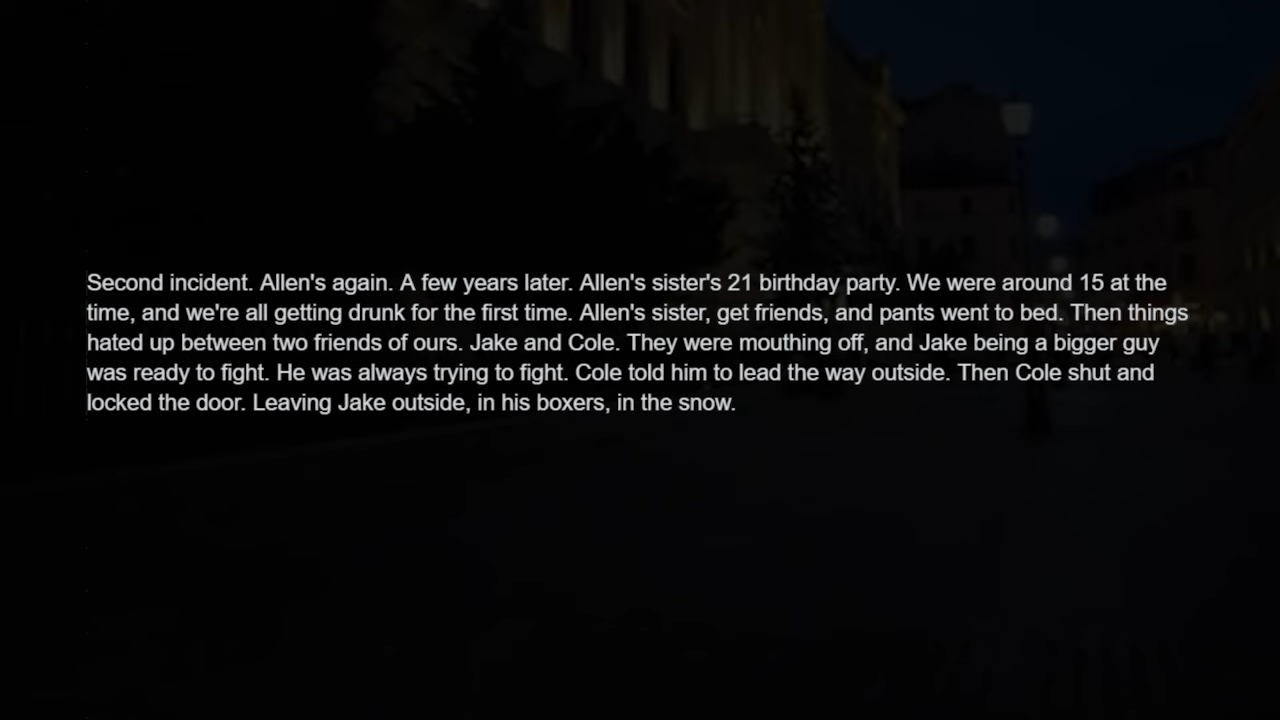 Second incident. Allen's again. A few years later. Allen's sister's 21 birthday party. We were around 15 at the
time, and we're all getting drunk for the first time. Allen's sister, get friends, and pants went to bed. Then things
hated up between two friends of ours. Jake and Cole. They were mouthing off, and Jake being a bigger guy
was ready to fight. He was always trying to fight. Cole told him to lead the way outside. Then Cole shut and
locked the door. Leaving Jake outside, in his boxers, in the snow.